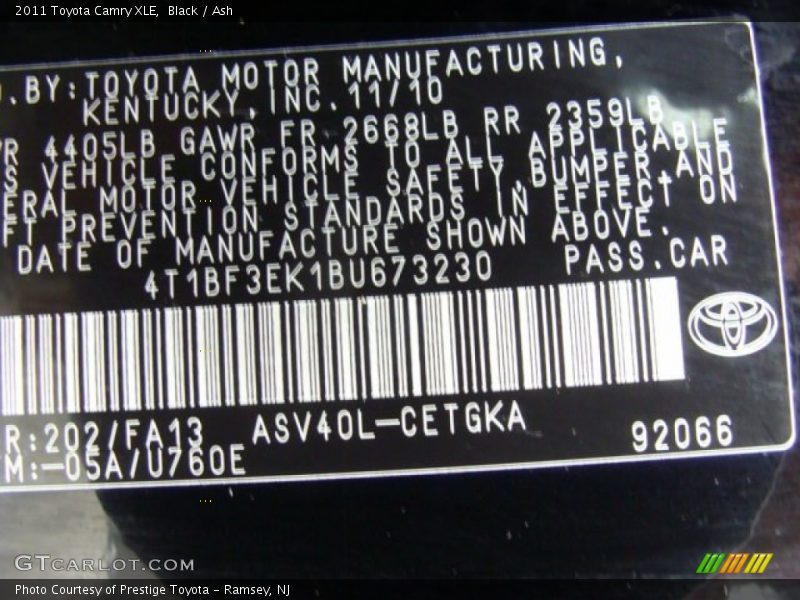 2011 Toyota Camry XLE,  Black / Ash
.BY:TOYOTA MOTOR MANUFACTURING,
KENTUCKY,INC.11/10
R 4405LB GAWR FR 2668LB RR 2359LB
S VEHICLE CONFORMS TO ALL APPLICABLE
ERAL MOTOR VEHICLE SAFETY,BUMPER,AND
FT PREVENTION STANDARDS IN EFFECT ON
DATE OF MANUFACTURE SHOWN ABOVE.
4T1BF3EK1BU673230 PASS.CAR
R:202/FA13 ASV40L-CETGKA
M:-05A/U760E 92066
GTCARLOT.COM
Photo Courtesy of Prestige Toyota - Ramsey, NJ